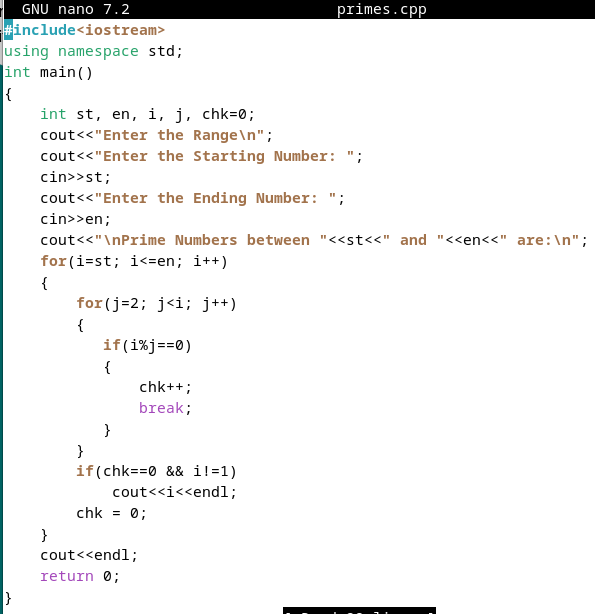 GNU nano 7.2 primes.cpp
#include<iostream>
using namespace std;
int main()
{
    int st, en, i, j, chk=0;
    cout<<"Enter the Range\n";
    cout<<"Enter the Starting Number: ";
    cin>>st;
    cout<<"Enter the Ending Number: ";
    cin>>en;
    cout<<"\nPrime Numbers between "<<st<<" and "<<en<<" are:\n";
    for(i=st; i<=en; i++)
    {
        for(j=2; j<i; j++)
        {
           if(i%j==0)
           {
               chk++;
               break;
           }
        }
        if(chk==0 && i!=1)
            cout<<i<<endl;
        chk = 0;
    }
    cout<<endl;
    return 0;
}